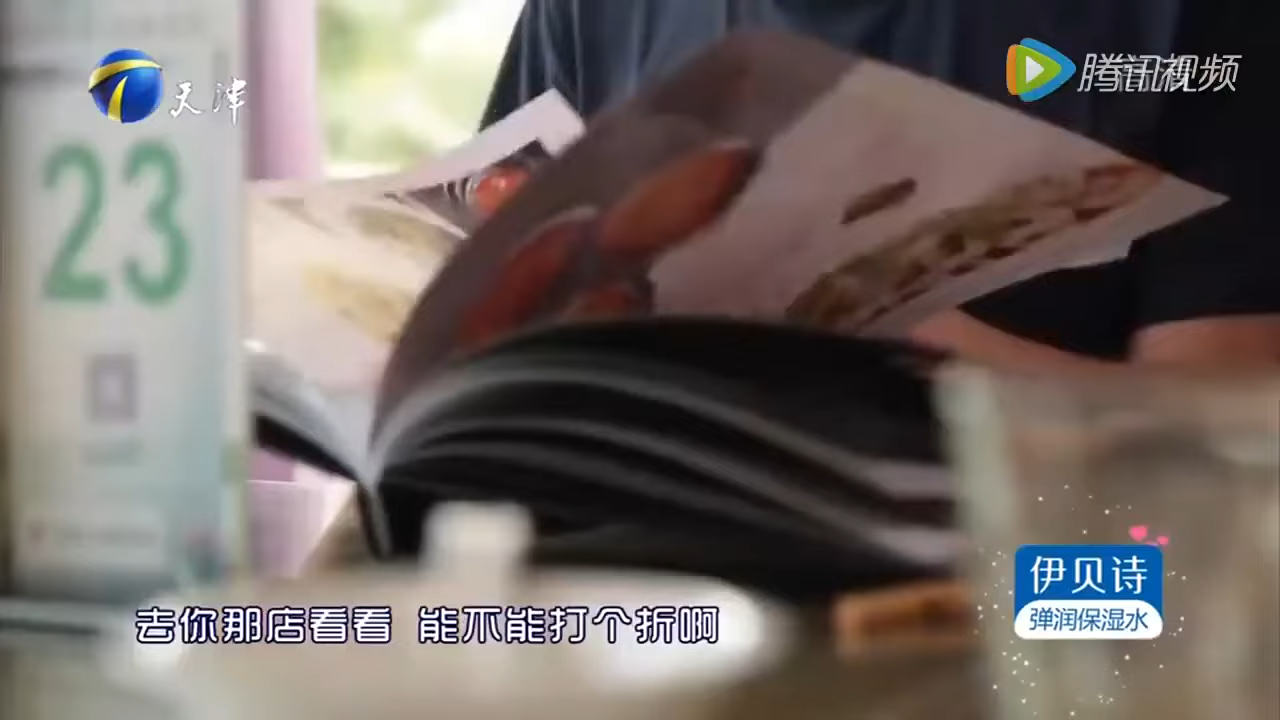 天津
腾讯视频
23
伊贝诗
弹润保湿水
去你那店看看 能不能打个折啊